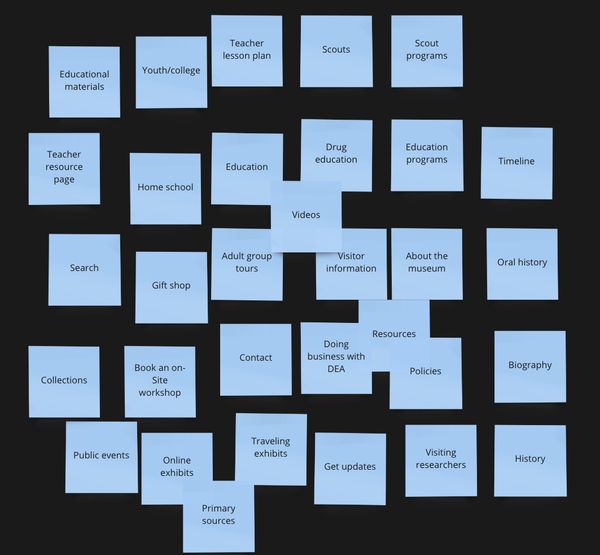 Teacher
lesson plan
Scouts
Scout
programs
Educational
materials
Youth/college
Teacher
resource
page
Home school
Education
Drug
education
Education
programs
Timeline
Videos
Search
Gift shop
Adult group
tours
Visitor
information
About the
museum
Oral history
Collections
Book an on-
Site
workshop
Contact
Doing
business with
DEA
Resources
Policies
Biography
Public events
Online
exhibits
Traveling
exhibits
Get updates
Visiting
researchers
History
Primary
sources